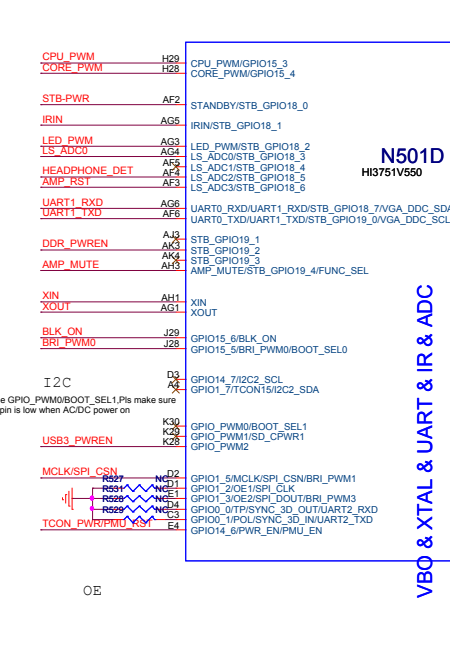 CPU_PWM H29 CPU_PWM/GPIO15_3
CORE_PWM H28 CORE_PWM/GPIO15_4
STB-PWR AF2 STANDBY/STB_GPIO18_0
IRIN AG5 IRIN/STB_GPIO18_1
LED_PWM AG3 LED_PWM/STB_GPIO18_2
LS_ADC0 AG4 LS_ADC0/STB_GPIO18_3
AF5 LS_ADC1/STB_GPIO18_4
HEADPHONE_DET AF4 LS_ADC2/STB_GPIO18_5
AMP_RST AF3 LS_ADC3/STB_GPIO18_6
N501D
HI3751V550
UART1_RXD AG6 UART0_RXD/UART1_RXD/STB_GPIO18_7/VGA_DDC_SDA
UART1_TXD AF6 UART0_TXD/UART1_TXD/STB_GPIO19_0/VGA_DDC_SCL
AJ3 STB_GPIO19_1
DDR_PWREN AK3 STB_GPIO19_2
AK4 STB_GPIO19_3
AMP_MUTE AH3 AMP_MUTE/STB_GPIO19_4/FUNC_SEL
XIN AH1 XIN
XOUT AG1 XOUT
BLK_ON J29 GPIO15_6/BLK_ON
BRI_PWM0 J28 GPIO15_5/BRI_PWM0/BOOT_SEL0
I2C
D3 GPIO14_7/I2C2_SCL
A4 GPIO1_7/TCON15/I2C2_SDA
e GPIO_PWM0/BOOT_SEL1,Pls make sure
pin is low when AC/DC power on
K30 GPIO_PWM0/BOOT_SEL1
K29 GPIO_PWM1/SD_CPWR1
USB3_PWREN K28 GPIO_PWM2
MCLK/SPI_CSN D2 GPIO1_5/MCLK/SPI_CSN/BRI_PWM1
R527 NC D1 GPIO1_2/OE1/SPI_CLK
R531 NC E1 GPIO1_3/OE2/SPI_DOUT/BRI_PWM3
R528 NC D4 GPIO0_0/TP/SYNC_3D_OUT/UART2_RXD
R529 NC C3 GPIO0_1/POL/SYNC_3D_IN/UART2_TXD
TCON_PWR/PMU_RST E4 GPIO14_6/PWR_EN/PMU_EN
VBO & XTAL & UART & IR & ADC
OE